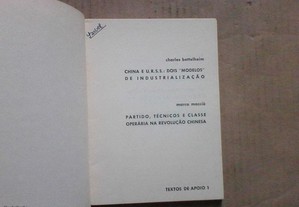 charles bettelheim
CHINA E U.R.S.S.: DOIS "MODELOS"
DE INDUSTRIALIZAÇÃO
PARTIDO, TÉCNICOS E CLASSE
OPERÁRIA NA REVOLUÇÃO CHINESA
TEXTOS DE APOIO 1